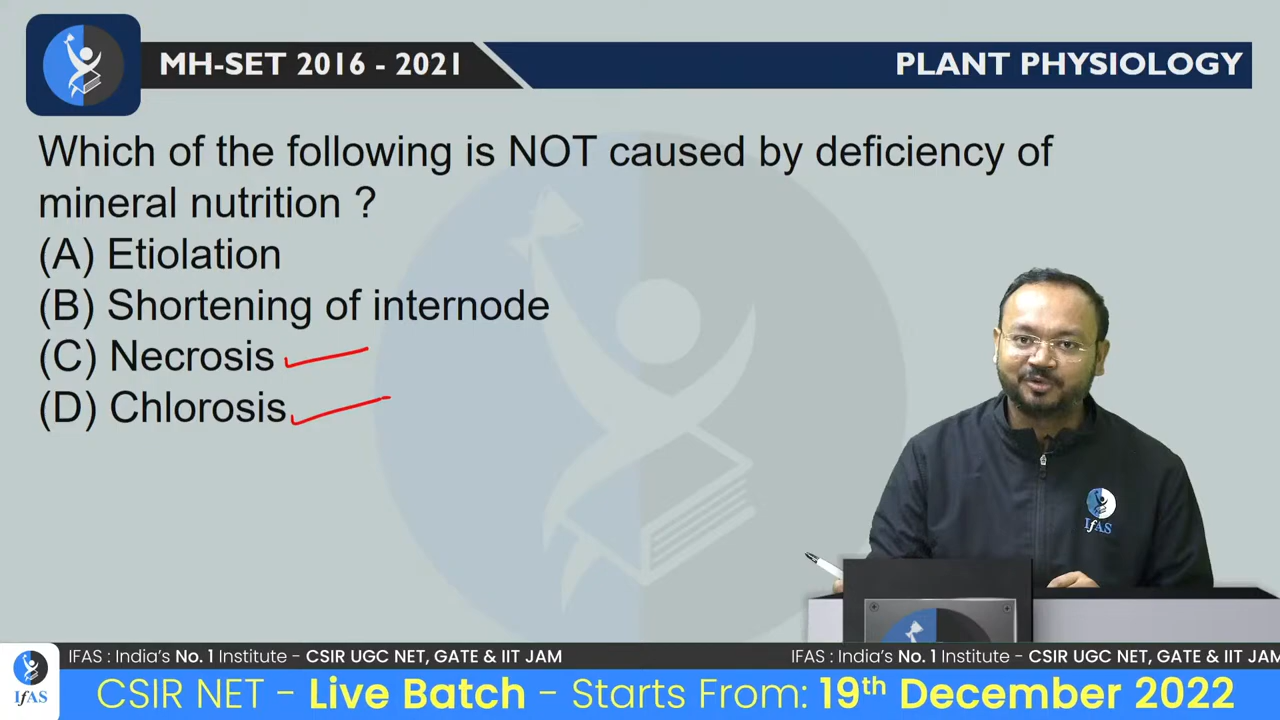 MH-SET 2016 - 2021
PLANT PHYSIOLOGY
Which of the following is NOT caused by deficiency of
mineral nutrition ?
(A) Etiolation
(B) Shortening of internode
(C) Necrosis
(D) Chlorosis
IfAS
IFAS : India's No. 1 Institute - CSIR UGC NET, GATE & IIT JAM
IFAS : India's No. 1 Institute - CSIR UGC NET, GATE & IIT JAM
IfAS
CSIR NET - Live Batch - Starts From: 19th December 2022